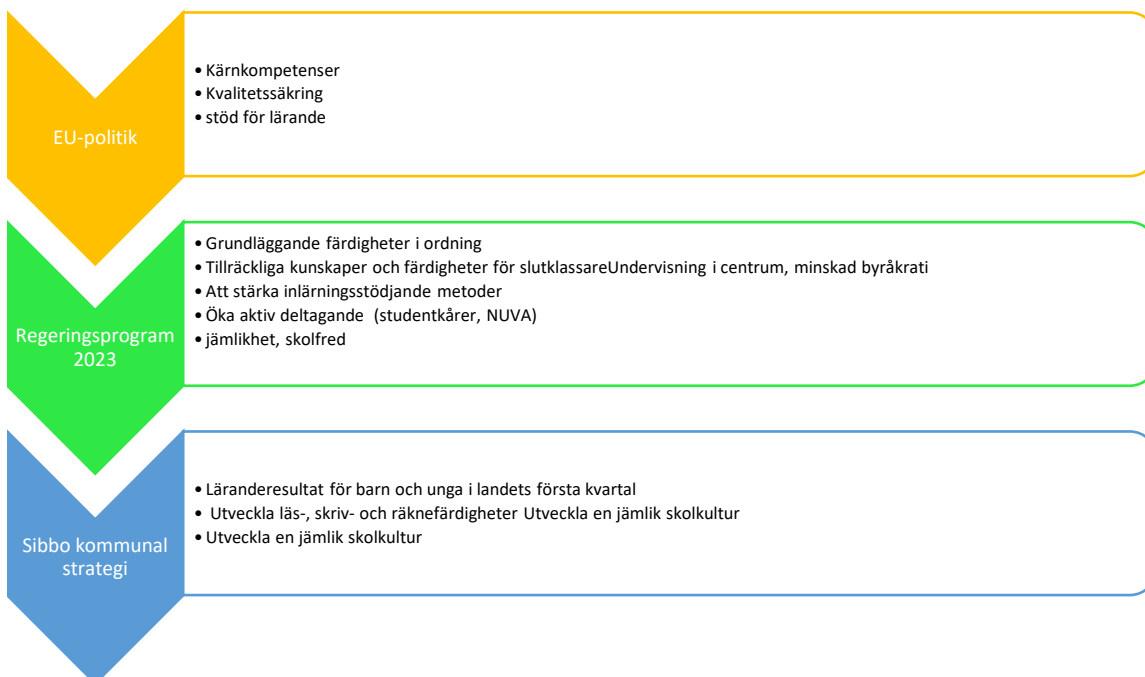 EU-politik
• Kärnkompetenser
• Kvalitetssäkring
• stöd för lärande
Regeringsprogram
2023
• Grundläggande färdigheter i ordning
• Tillräckliga kunskaper och färdigheter för slutklassareUndervisning i centrum, minskad byråkrati
• Att stärka inlärningsstödjande metoder
• Öka aktiv deltagande (studentkårer, NUVA)
• jämlikhet, skolfred
Sibbo kommunal
strategi
• Läranderesultat för barn och unga i landets första kvartal
• Utveckla läs-, skriv- och räknefärdigheter Utveckla en jämlik skolkultur
• Utveckla en jämlik skolkultur